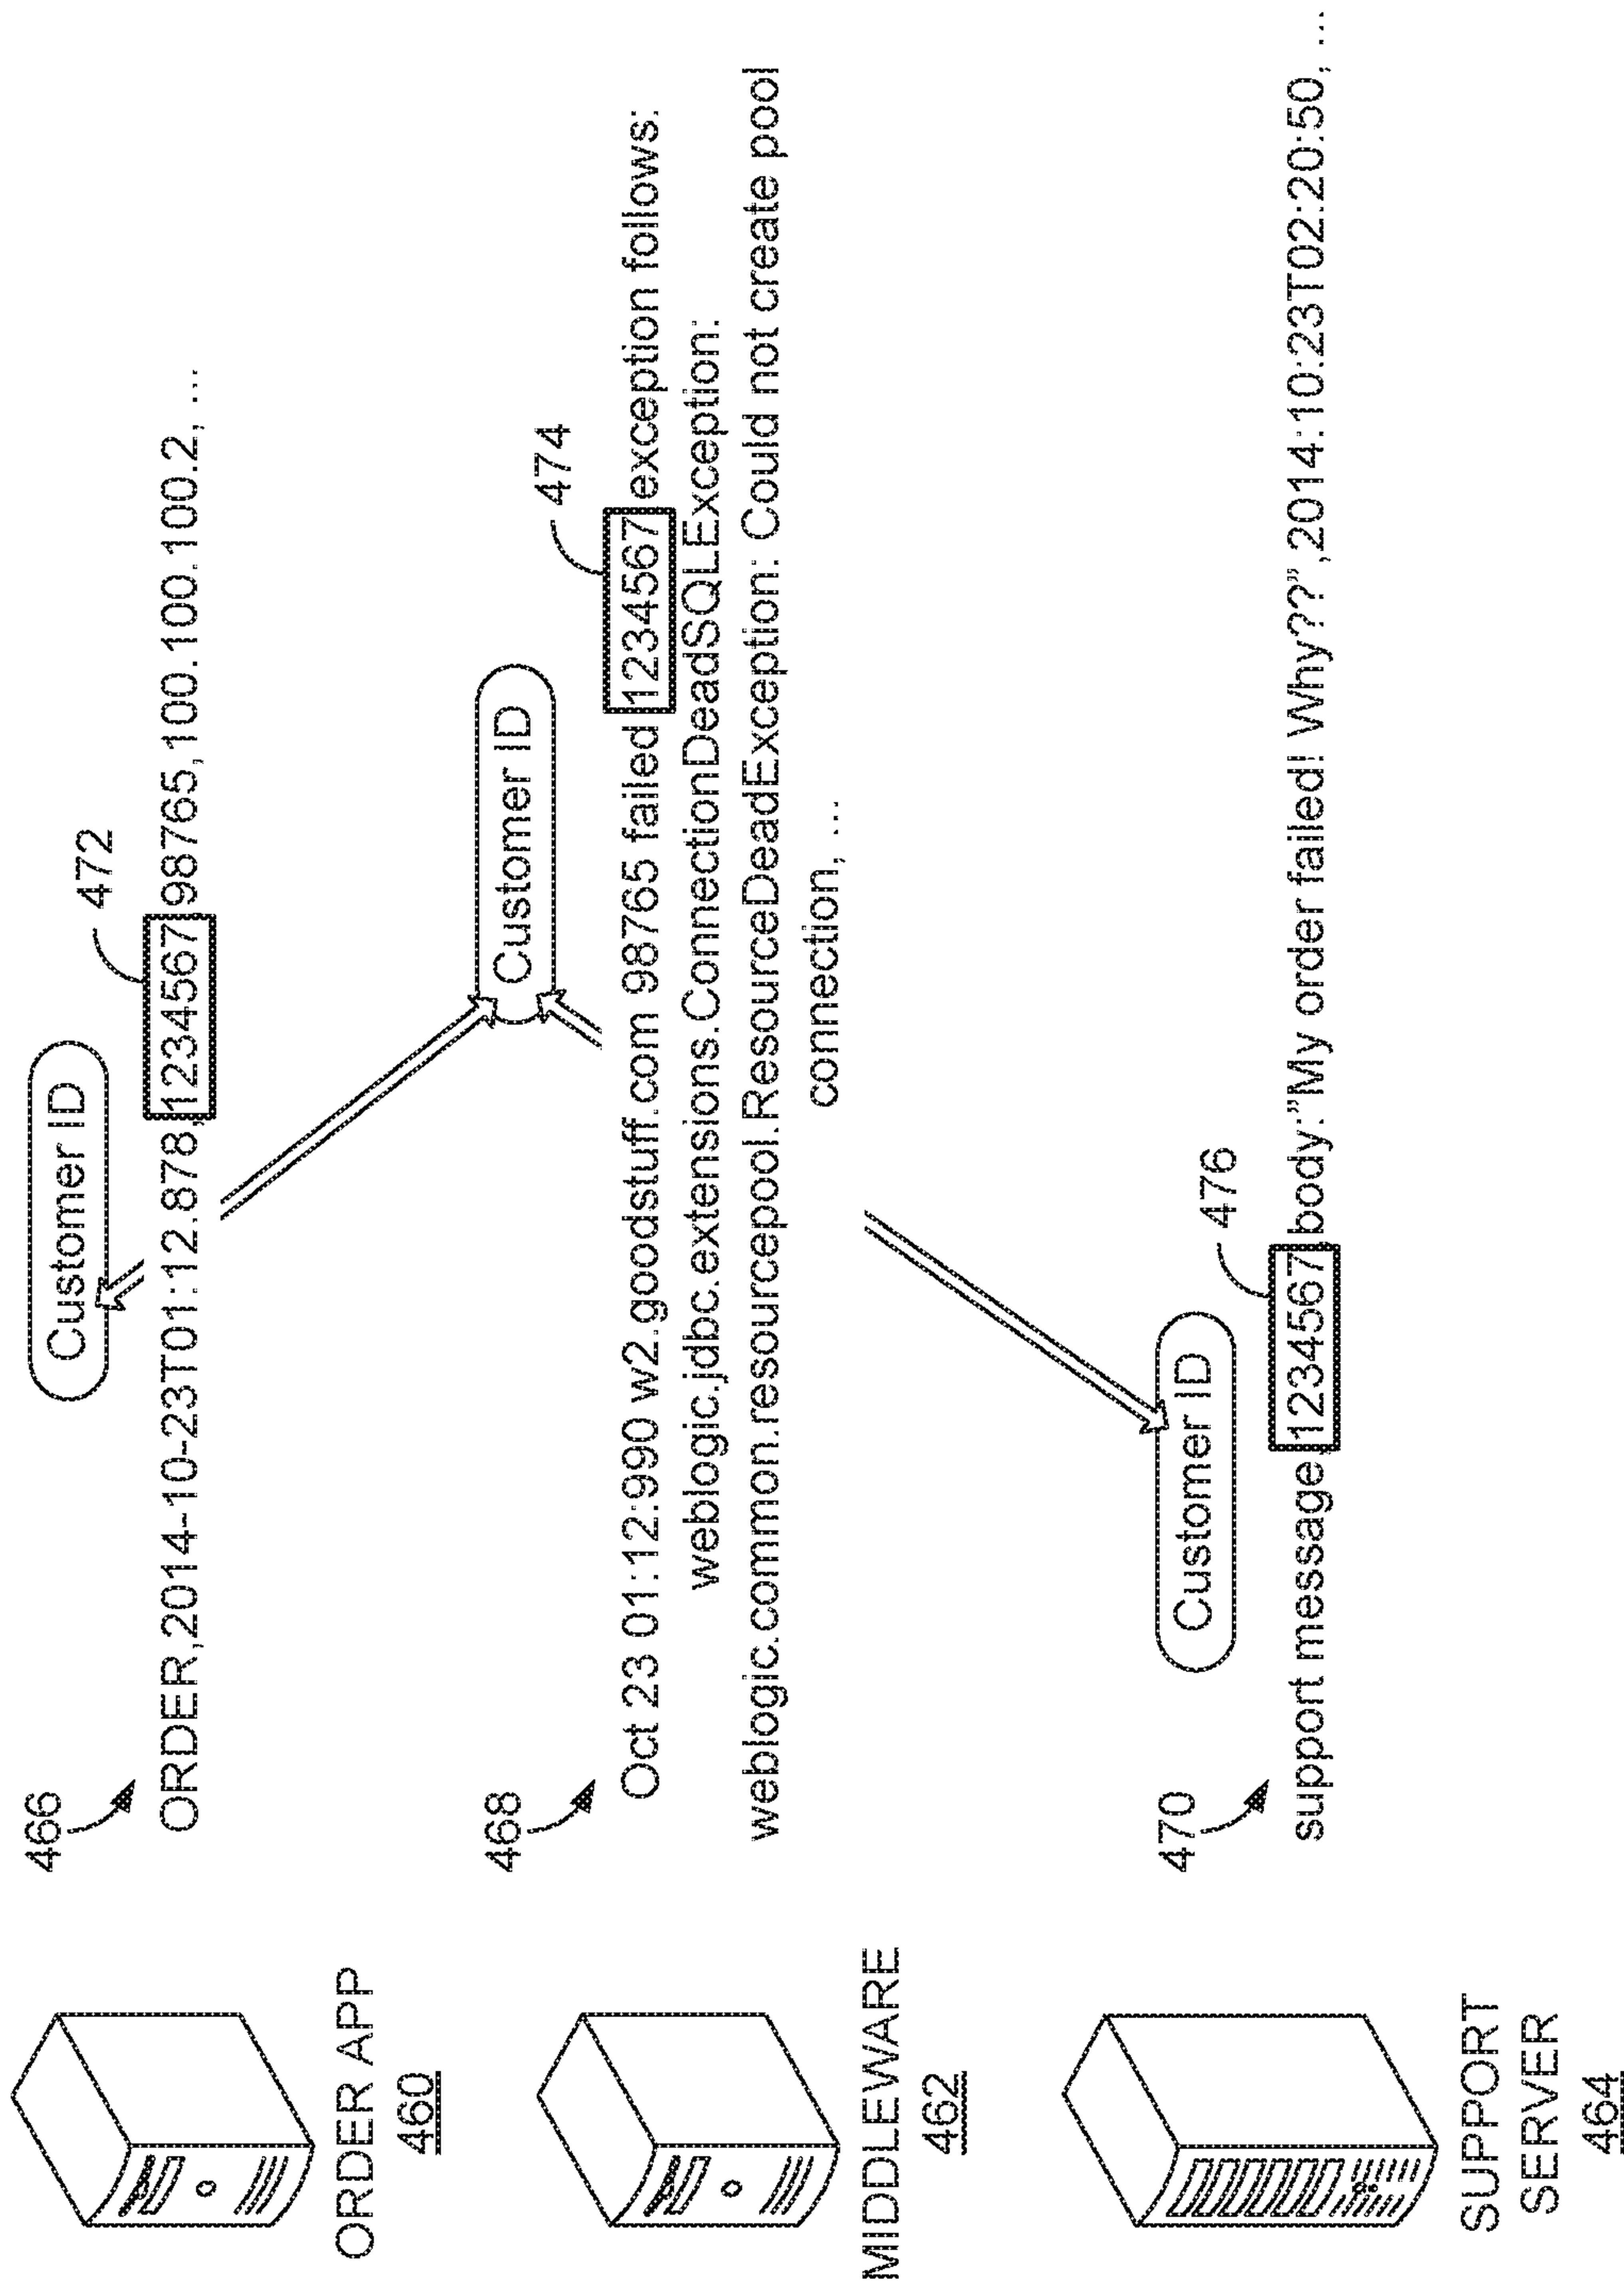 466
Customer ID
472
ORDER,2014-10-23T01:12.878,1234567,98765,100.100.100.2, ...
ORDER APP
460
468
Customer ID
474
Oct 23 01:12:990 w2.goodstuff.com 98765 failed 1234567 exception follows:
weblogic.jdbc.extensions.ConnectionDeadSQLException:
weblogic.common.resourcepool.ResourceDeadException: Could not create pool
connection, ...
MIDDLEWARE
462
470
Customer ID
476
support message,1234567,body:”My order failed! Why??”,2014:10:23T02:20:50, ...
SUPPORT
SERVER
464